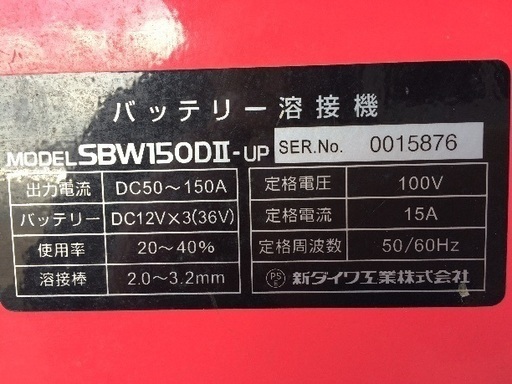 バッテリー溶接機
MODEL SBW150DⅡ-UP SER.No. 0015876
出力電流 DC50～150A 定格電圧 100V
バッテリー DC12V×3(36V) 定格電流 15A
使用率 20～40% 定格周波数 50/60Hz
溶接棒 2.0～3.2mm PSE 新ダイワ工業株式会社